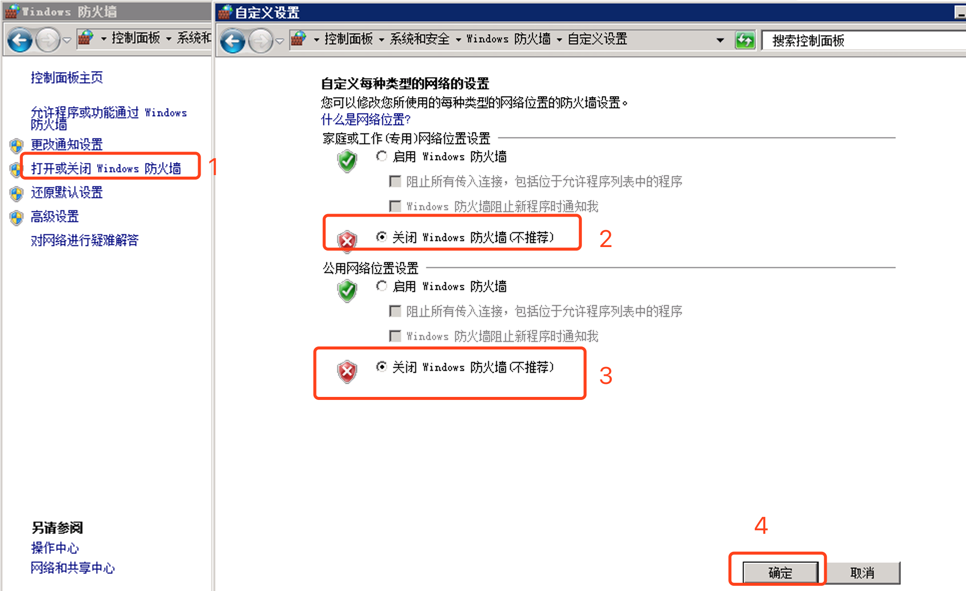 Windows 防火墙
控制面板 系统和
控制面板主页
允许程序或功能通过 Windows
防火墙
更改通知设置
打开或关闭 Windows 防火墙
1
还原默认设置
高级设置
对网络进行疑难解答
另请参阅
操作中心
网络和共享中心
自定义设置
控制面板 系统和安全 Windows 防火墙 自定义设置
搜索控制面板
自定义每种类型的网络的设置
您可以修改您所使用的每种类型的网络位置的防火墙设置。
什么是网络位置?
家庭或工作(专用)网络位置设置
启用 Windows 防火墙
阻止所有传入连接，包括位于允许程序列表中的程序
Windows 防火墙阻止新程序时通知我
关闭 Windows 防火墙(不推荐)
2
公用网络位置设置
启用 Windows 防火墙
阻止所有传入连接，包括位于允许程序列表中的程序
Windows 防火墙阻止新程序时通知我
关闭 Windows 防火墙(不推荐)
3
4
确定
取消